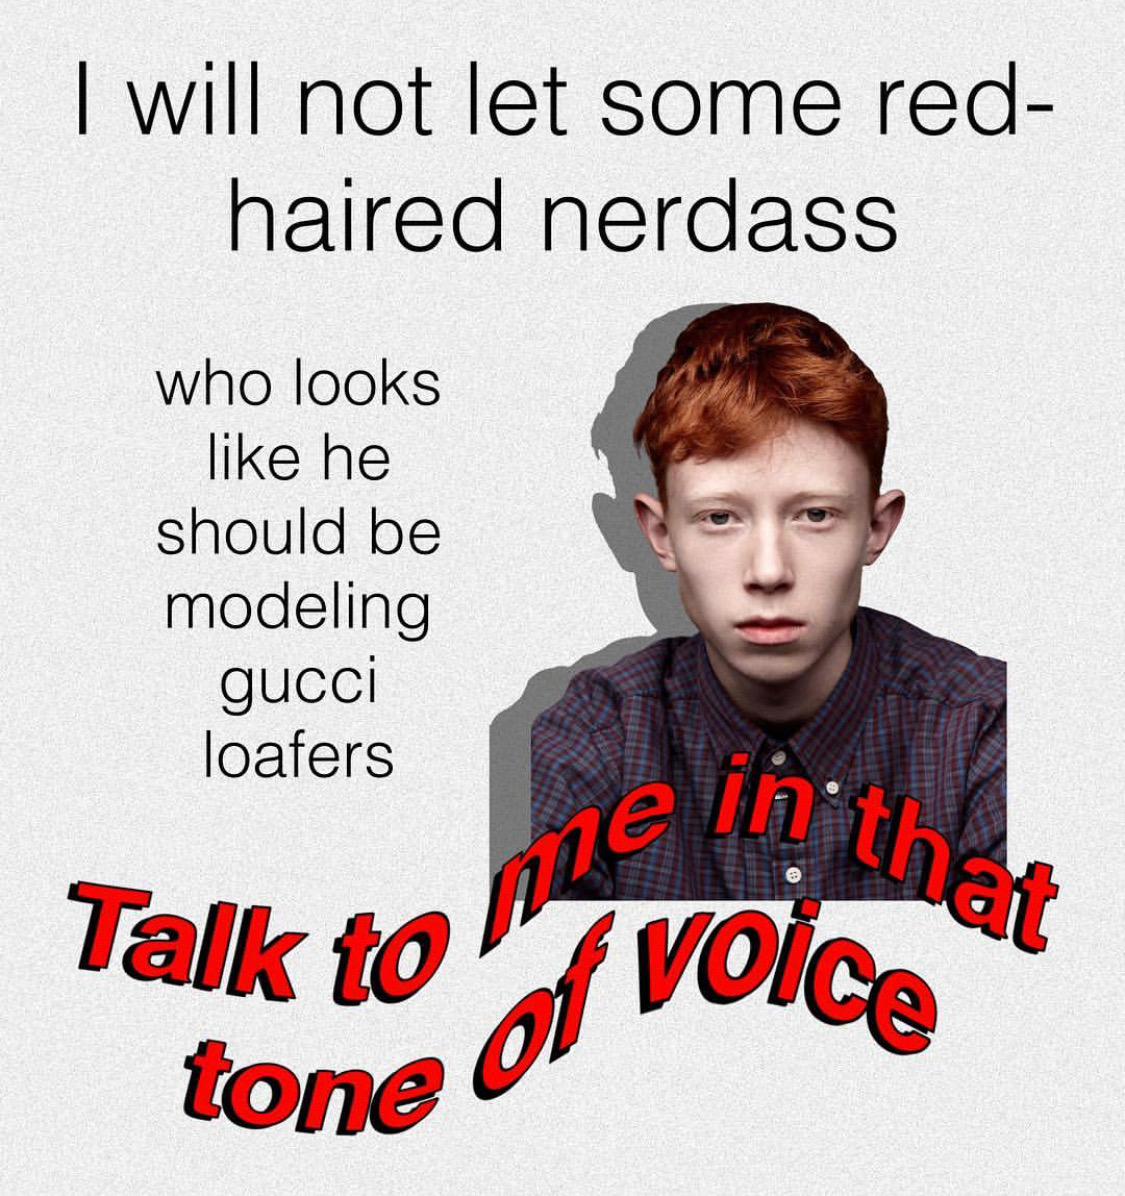 I will not let some red-
haired nerdass
who looks
like he
should be
modeling
gucci
loafers
Talk to me in that
tone of voice